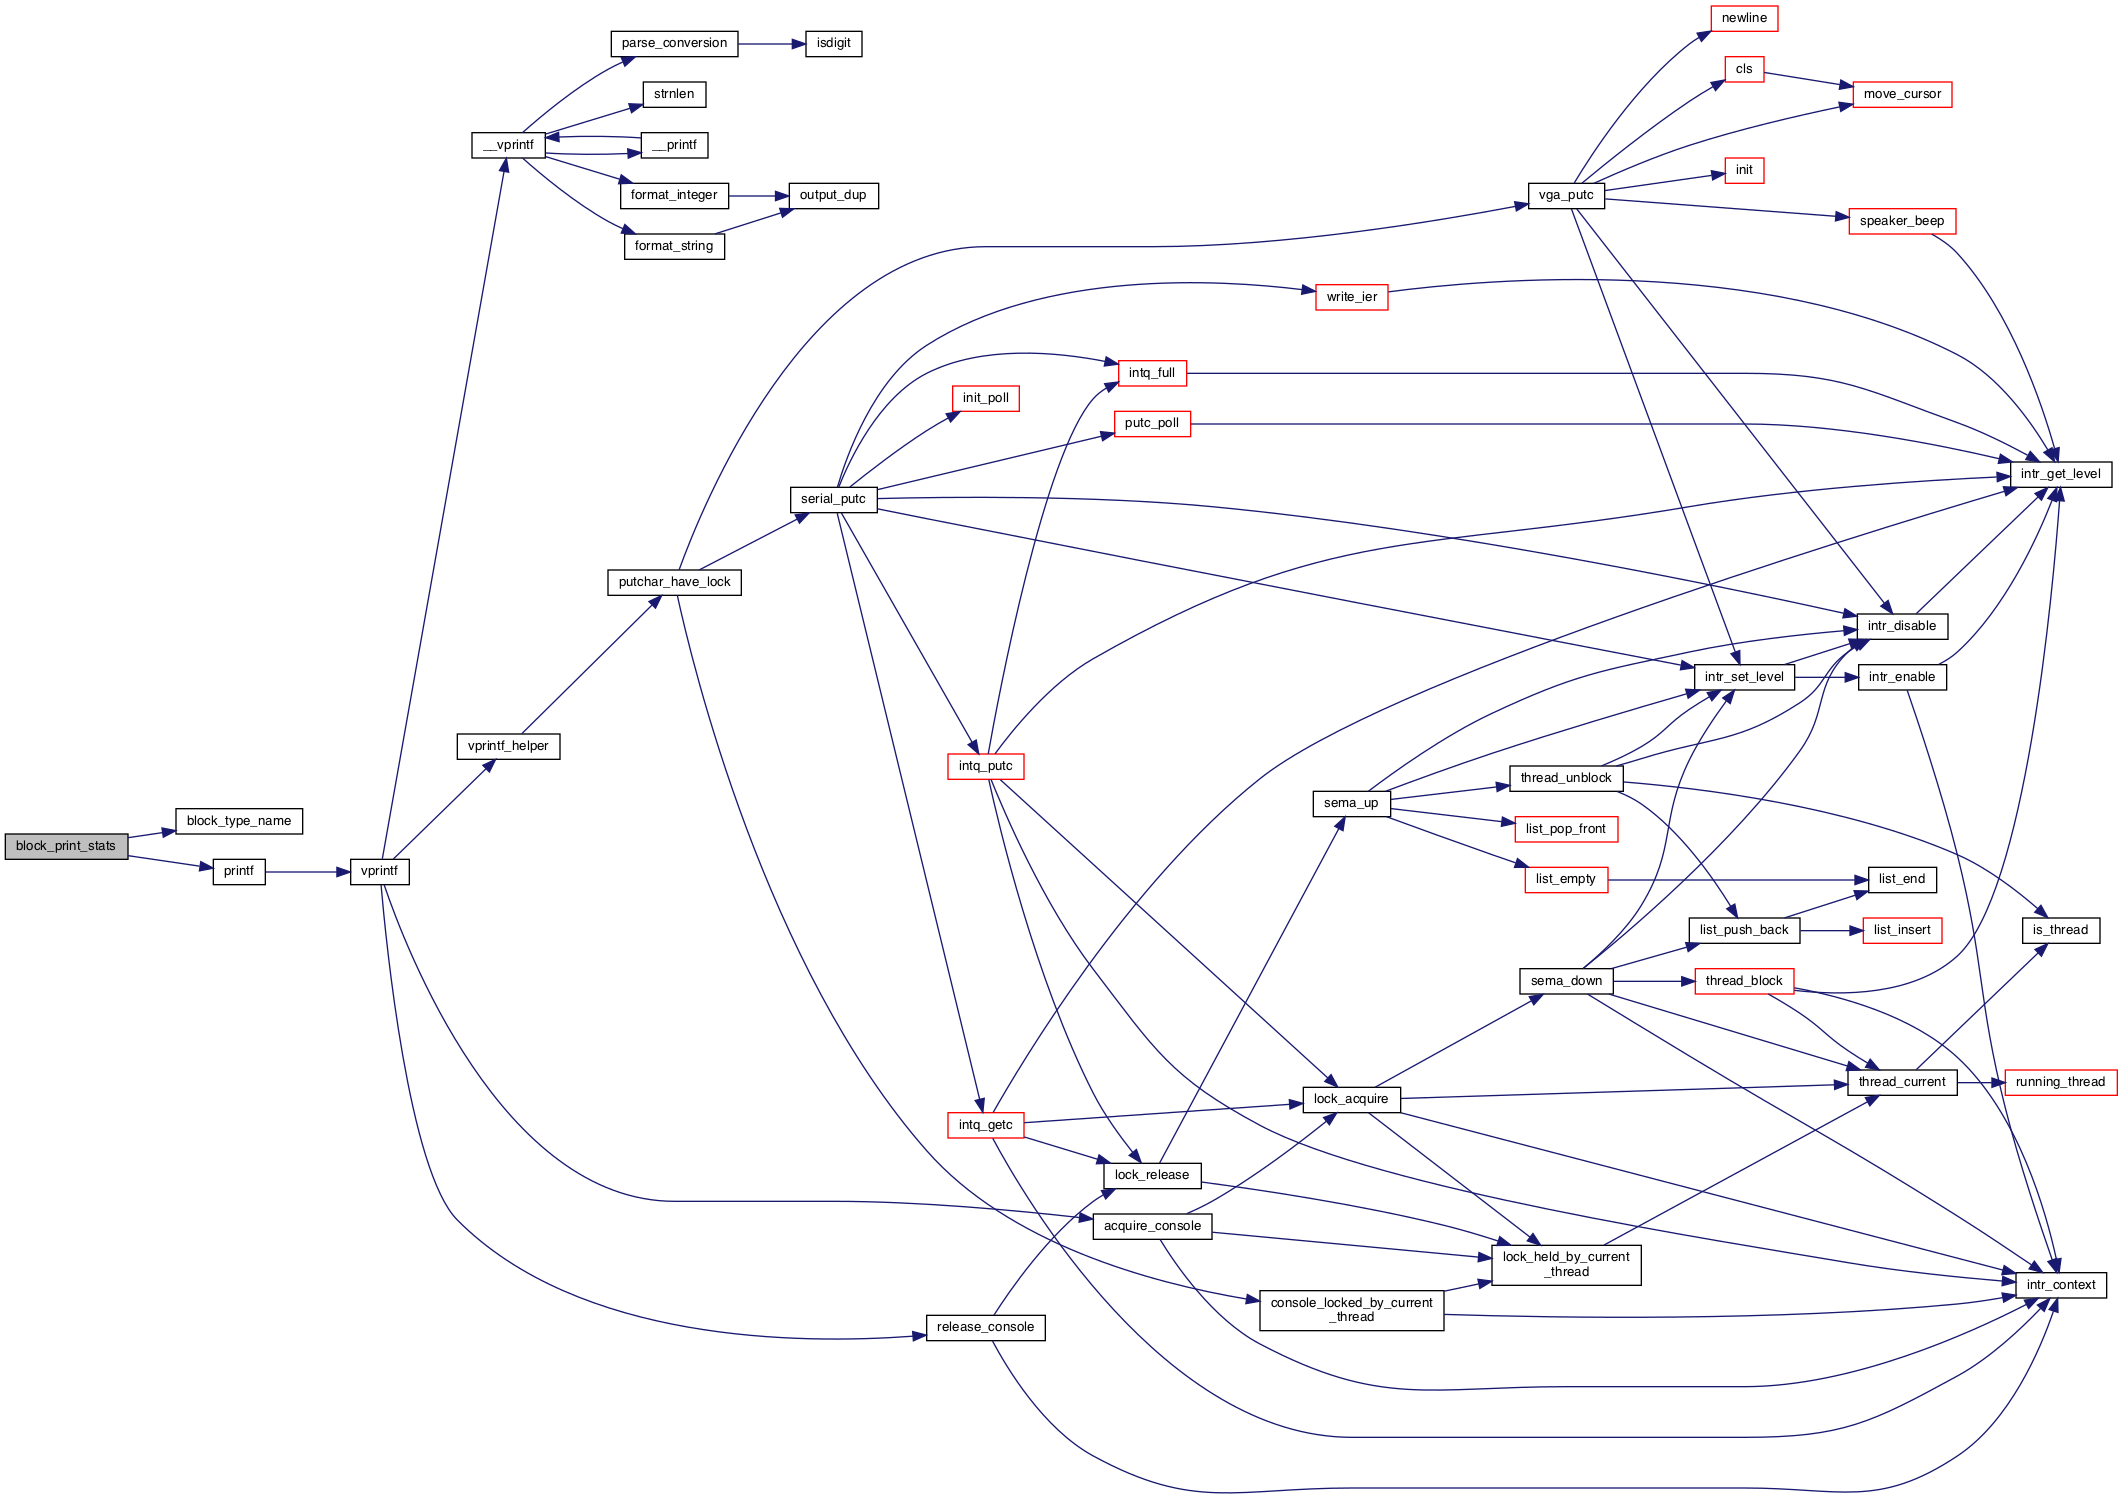 newline
parse_conversion
isdigit
cls
strnlen
move_cursor
__vprintf
__printf
init
format_integer
output_dup
vga_putc
speaker_beep
format_string
write_ier
intq_full
init_poll
putc_poll
intr_get_level
serial_putc
putchar_have_lock
intr_disable
intr_set_level
intr_enable
vprintf_helper
intq_putc
thread_unblock
sema_up
block_type_name
list_pop_front
block_print_stats
printf
vprintf
list_empty
list_end
list_push_back
list_insert
is_thread
sema_down
thread_block
thread_current
running_thread
lock_acquire
intq_getc
lock_release
acquire_console
lock_held_by_current
_thread
intr_context
console_locked_by_current
_thread
release_console